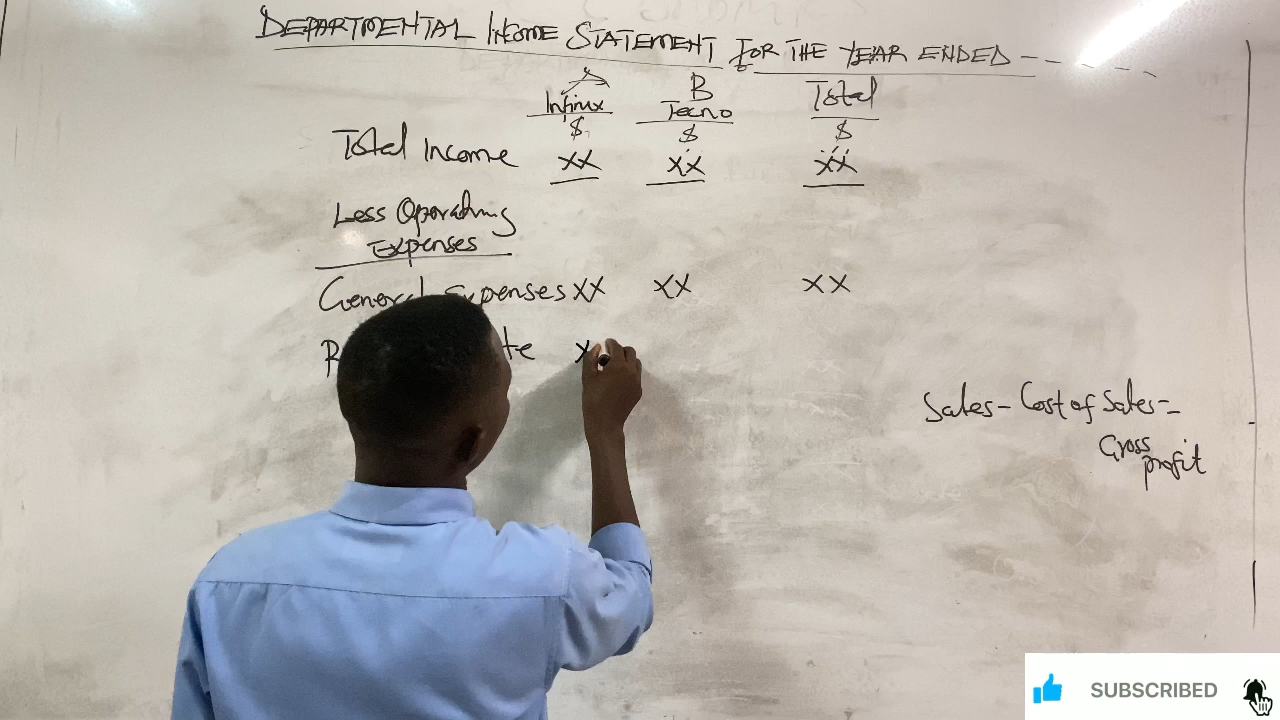 DEPARTMENTAL INCOME STATEMENT FOR THE YEAR ENDED - - - - -
A B Total
Infinix Tecno
$ $ $
Total Income XX XX XX
Less Operating
Expenses
General expenses XX XX XX
te X
Sales - Cost of Sales =
Gross
profit
SUBSCRIBED